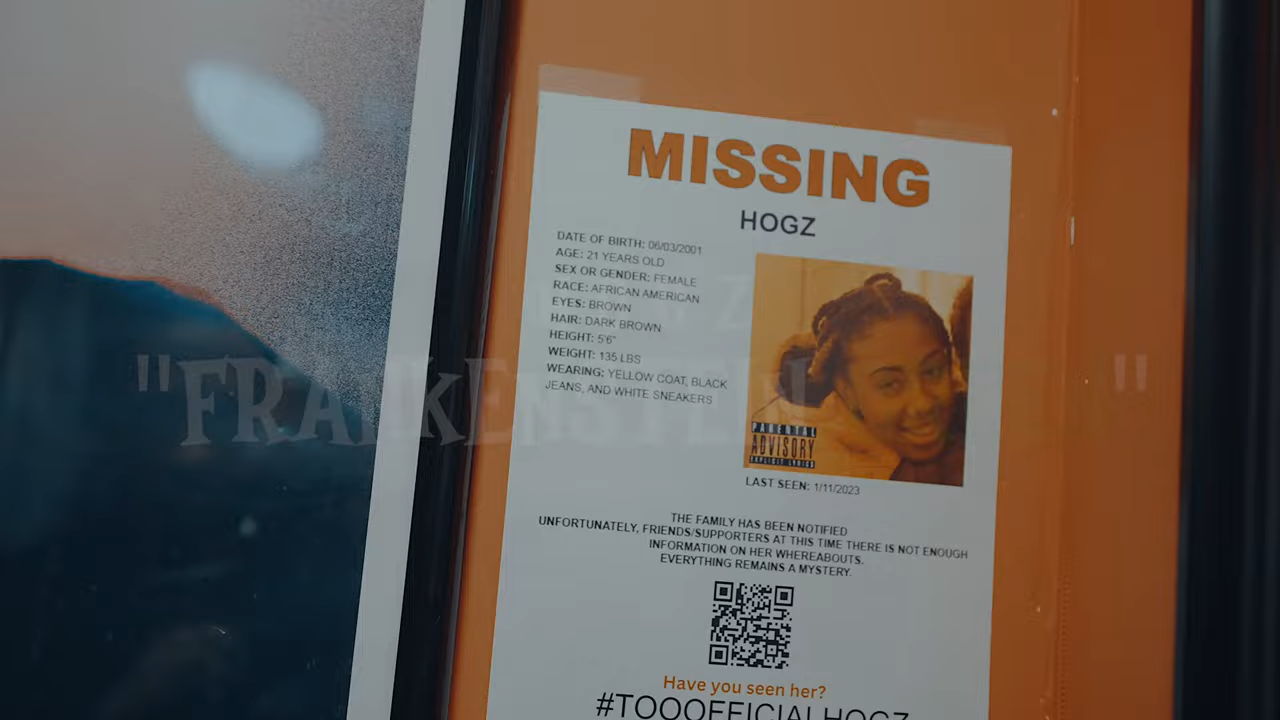 MISSING
HOGZ
DATE OF BIRTH: 06/03/2001
AGE: 21 YEARS OLD
SEX OR GENDER: FEMALE
RACE: AFRICAN AMERICAN
EYES: BROWN
HAIR: DARK BROWN
HEIGHT: 5'6"
WEIGHT: 135 LBS
WEARING: YELLOW COAT, BLACK
JEANS, AND WHITE SNEAKERS
PARENTAL
ADVISORY
EXPLICIT LYRICS
LAST SEEN: 1/11/2023
THE FAMILY HAS BEEN NOTIFIED
UNFORTUNATELY, FRIENDS/SUPPORTERS AT THIS TIME THERE IS NOT ENOUGH
INFORMATION ON HER WHEREABOUTS.
EVERYTHING REMAINS A MYSTERY.
Have you seen her?
#TOOOFFICIALHOGZ
"FRANKENSTEIN "